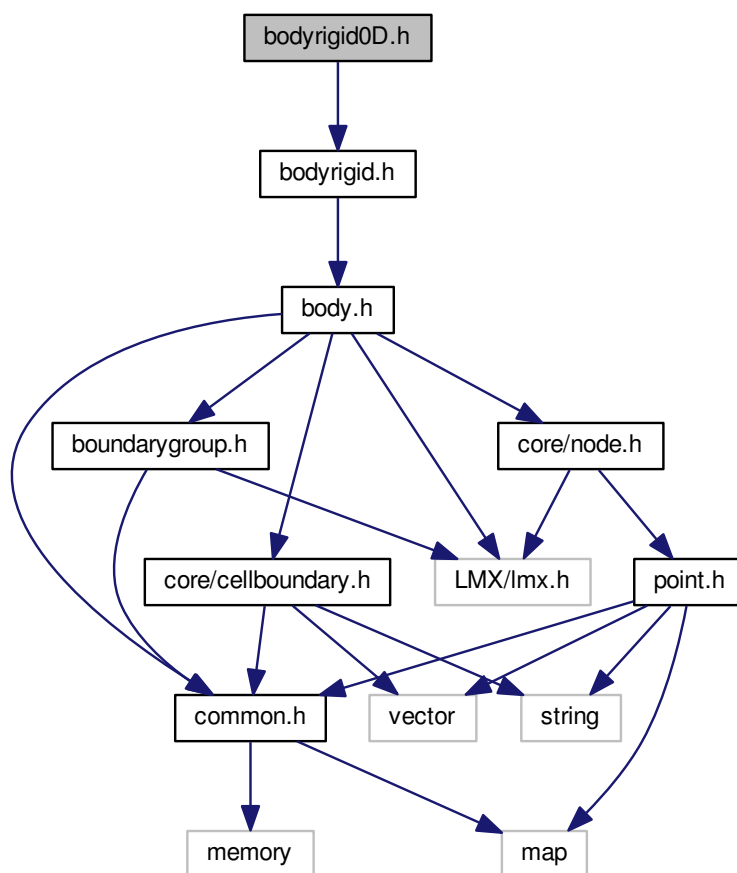 bodyrigid0D.h
bodyrigid.h
body.h
boundarygroup.h
core/node.h
core/cellboundary.h
LMX/lmx.h
point.h
common.h
vector
string
memory
map